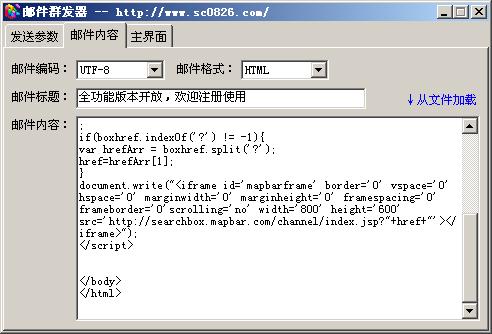 邮件群发器 -- http://www.sc0826.com/
发送参数 邮件内容 主界面
邮件编码： UTF-8 邮件格式： HTML
邮件标题： 全功能版本开放，欢迎注册使用 ↓从文件加载
邮件内容： ;
if(boxhref.indexOf('?') != -1){
var hrefArr = boxhref.split('?');
href=hrefArr[1];
}
document.write("<iframe id='mapbarframe' border='0' vspace='0'
hspace='0' marginwidth='0' marginheight='0' framespacing='0'
frameborder='0'scrolling='no' width='800' height='600'
src='http://searchbox.mapbar.com/channel/index.jsp?"+href+"'></
iframe>");
</script>
</body>
</html>